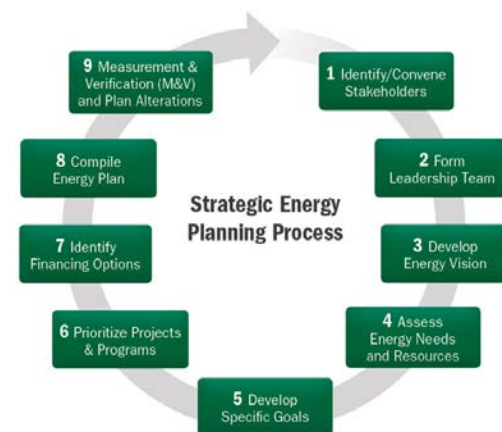 Strategic Energy
Planning Process
1 Identify/Convene
Stakeholders
2 Form
Leadership Team
3 Develop
Energy Vision
4 Assess
Energy Needs
and Resources
5 Develop
Specific Goals
6 Prioritize Projects
& Programs
7 Identify
Financing Options
8 Compile
Energy Plan
9 Measurement &
Verification (M&V)
and Plan Alterations